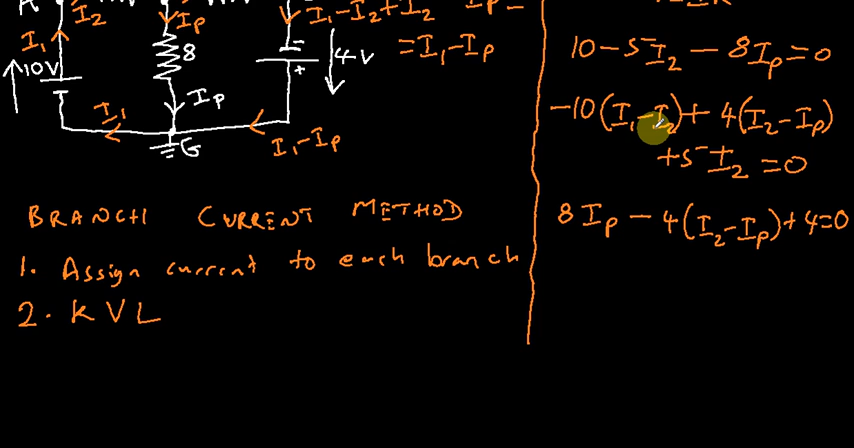 I₂
Ip
I₁-I₂+I₂
= I₁-Ip
I₁
10V
8
4V
+
Ip
I₁
G
I₁-Ip
BRANCH CURRENT METHOD
1. Assign current to each branch
2. KVL
10-5I₂-8Ip=0
-10(I₁-I₂)+4(I₂-Ip)
+5I₂=0
8Ip-4(I₂-Ip)+4=0